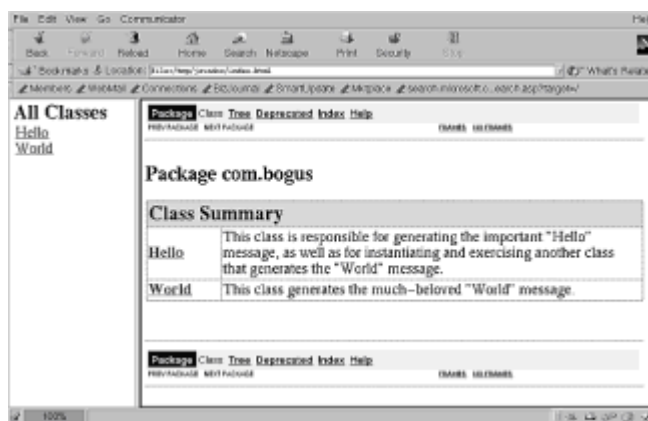 File Edit View Go Communicator Help
Back Forward Reload Home Search Netscape Print Security Stop
Bookmarks & Location: What's Related
Members WebMail Connections BizJournal SmartUpdate Mktplace
All Classes
Hello
World
Package Class Tree Deprecated Index Help
PREV PACKAGE NEXT PACKAGE FRAMES NO FRAMES
Package com.bogus
Class Summary
Hello
This class is responsible for generating the important "Hello"
message, as well as for instantiating and exercising another class
that generates the "World" message.
World
This class generates the much-beloved "World" message.
Package Class Tree Deprecated Index Help
PREV PACKAGE NEXT PACKAGE FRAMES NO FRAMES
100%